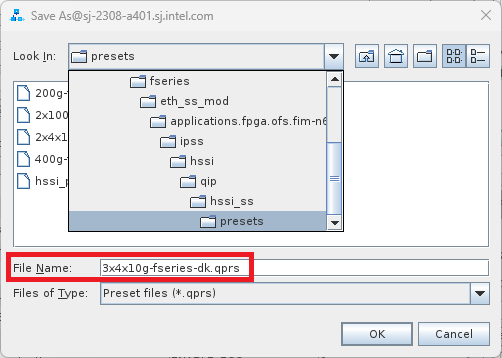 Save As@sj-2308-a401.sj.intel.com
Look In:
presets
fseries
eth_ss_mod
applications.fpga.ofs.fim-n6
ipss
hssi
qip
hssi_ss
presets
200g-
2x100
2x4x1
400g-
hssi_p
File Name:
3x4x10g-fseries-dk.qprs
Files of Type:
Preset files (*.qprs)
OK
Cancel